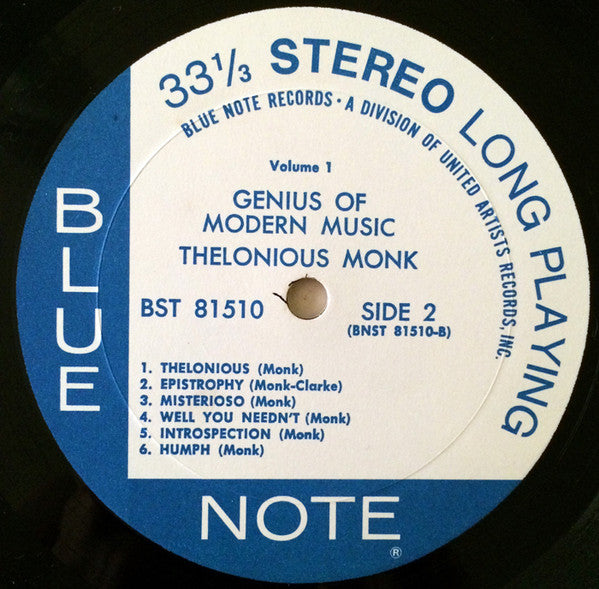 33⅓ STEREO LONG PLAYING
BLUE NOTE RECORDS · A DIVISION OF UNITED ARTISTS RECORDS, INC.
Volume 1
GENIUS OF
MODERN MUSIC
THELONIOUS MONK
BST 81510
SIDE 2
(BNST 81510-B)
1. THELONIOUS (Monk)
2. EPISTROPHY (Monk-Clarke)
3. MISTERIOSO (Monk)
4. WELL YOU NEEDN'T (Monk)
5. INTROSPECTION (Monk)
6. HUMPH (Monk)
BLUE
NOTE
®